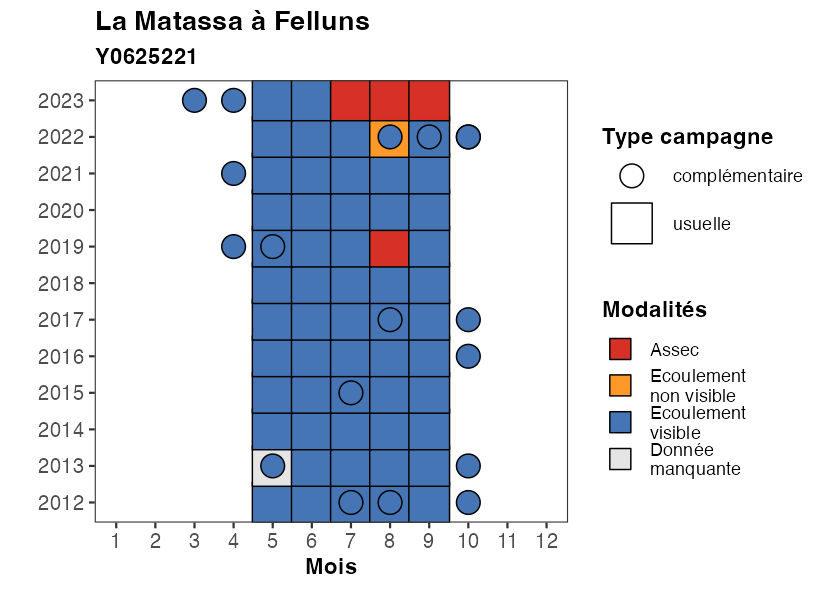 La Matassa à Felluns
Y0625221
2023
2022
2021
2020
2019
2018
2017
2016
2015
2014
2013
2012
1 2 3 4 5 6 7 8 9 10 11 12
Mois
Type campagne
complémentaire
usuelle
Modalités
Assec
Ecoulement
non visible
Ecoulement
visible
Donnée
manquante